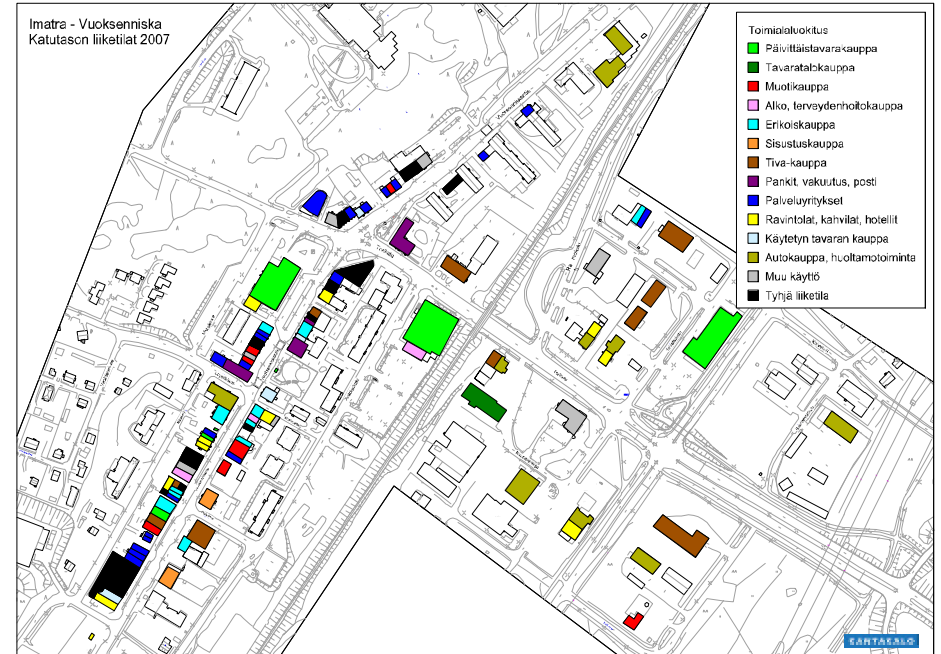 Imatra - Vuoksenniska
Katutason liiketilat 2007
Toimialaluokitus
Päivittäistavarakauppa
Tavaratalokauppa
Muotikauppa
Alko, terveydenhoitokauppa
Erikoiskauppa
Sisustuskauppa
Tiva-kauppa
Pankit, vakuutus, posti
Palveluyritykset
Ravintolat, kahvilat, hotellit
Käytetyn tavaran kauppa
Autokauppa, huoltamotoiminta
Muu käyttö
Tyhjä liiketila
SANTASALO